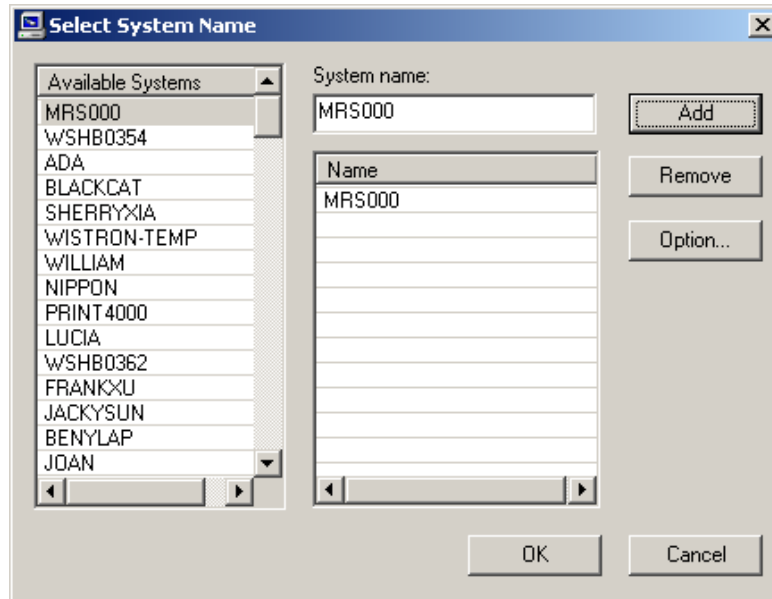 Select System Name
Available Systems
MRS000
WSHB0354
ADA
BLACKCAT
SHERRYXIA
WISTRON-TEMP
WILLIAM
NIPPON
PRINT4000
LUCIA
WSHB0362
FRANKXU
JACKYSUN
BENYLAP
JOAN
System name:
MRS000
Name
MRS000
Add
Remove
Option...
OK
Cancel